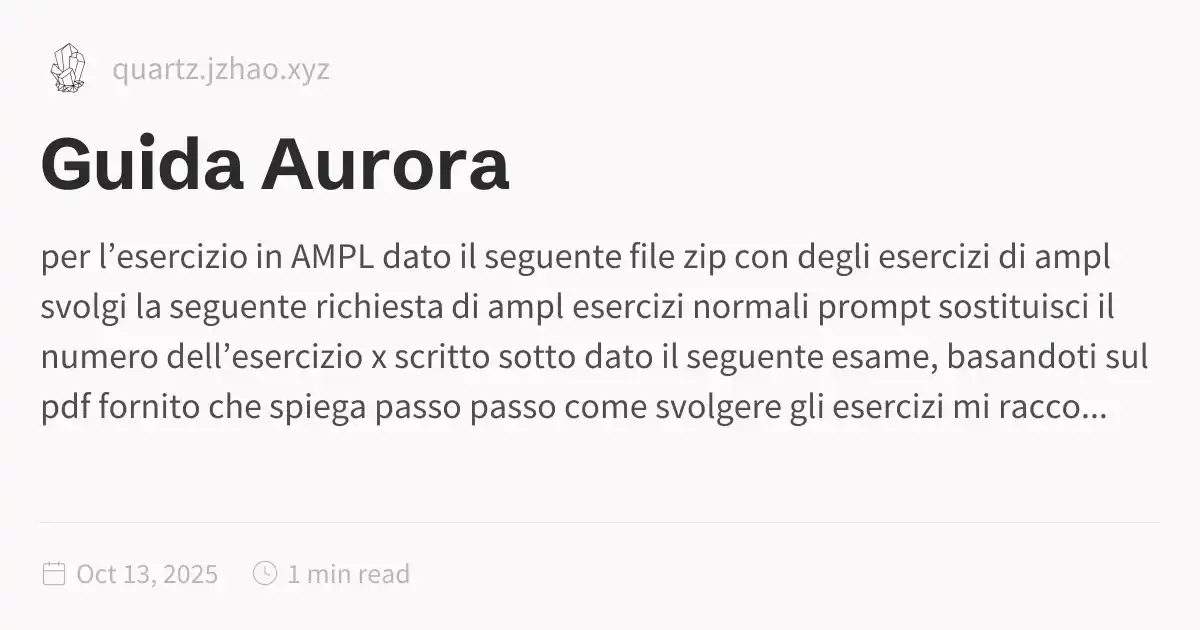 quartz.jzhao.xyz
Guida Aurora
per l’esercizio in AMPL dato il seguente file zip con degli esercizi di ampl
svolgi la seguente richiesta di ampl esercizi normali prompt sostituisci il
numero dell’esercizio x scritto sotto dato il seguente esame, basandoti sul
pdf fornito che spiega passo passo come svolgere gli esercizi mi racco...
Oct 13, 2025 1 min read